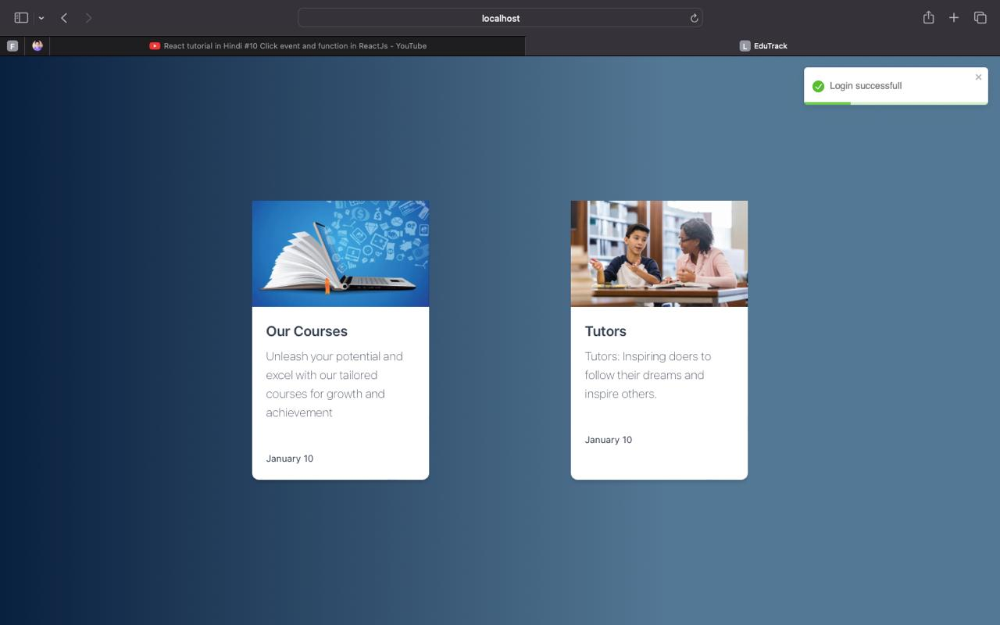 localhost
F
React tutorial in Hindi #10 Click event and function in ReactJs - YouTube
L EduTrack
Login successfull
Our Courses
Unleash your potential and
excel with our tailored
courses for growth and
achievement
January 10
Tutors
Tutors: Inspiring doers to
follow their dreams and
inspire others.
January 10